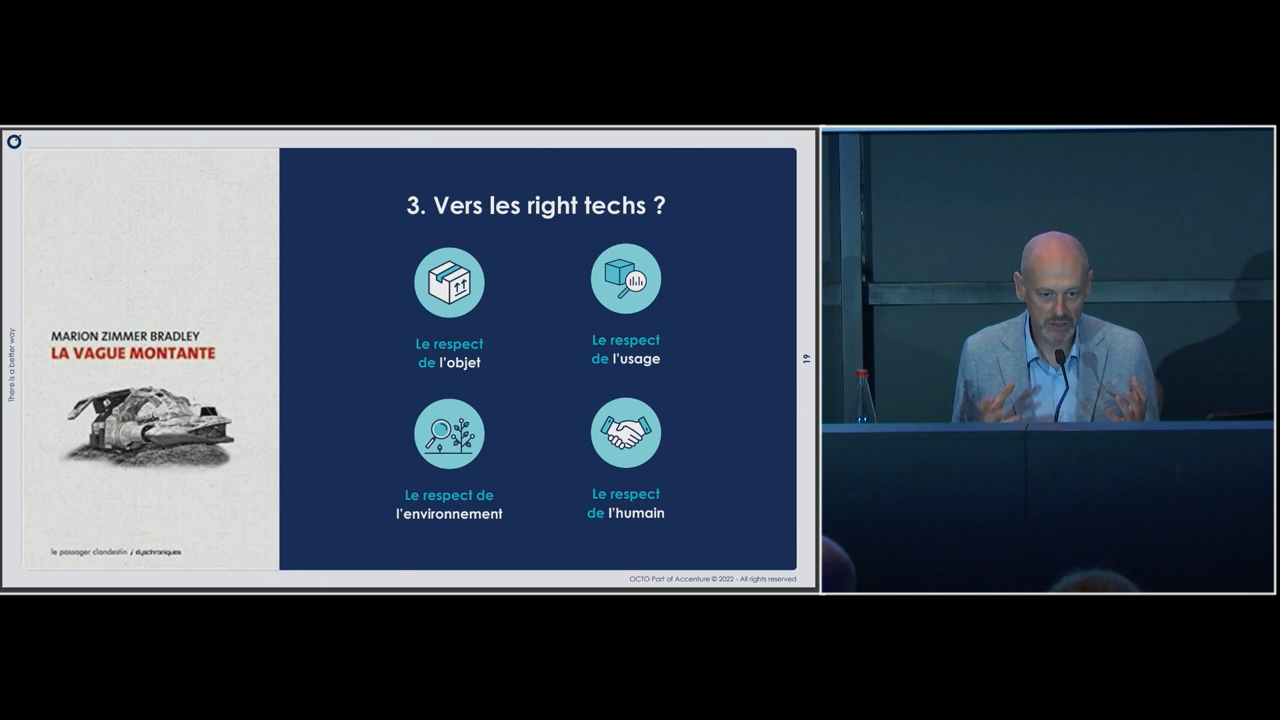 There is a better way
MARION ZIMMER BRADLEY
LA VAGUE MONTANTE
le passager clandestin / dyschroniques
3. Vers les right techs ?
Le respect
de l'objet
Le respect
de l'usage
Le respect de
l'environnement
Le respect
de l'humain
19
OCTO Part of Accenture © 2022 - All rights reserved